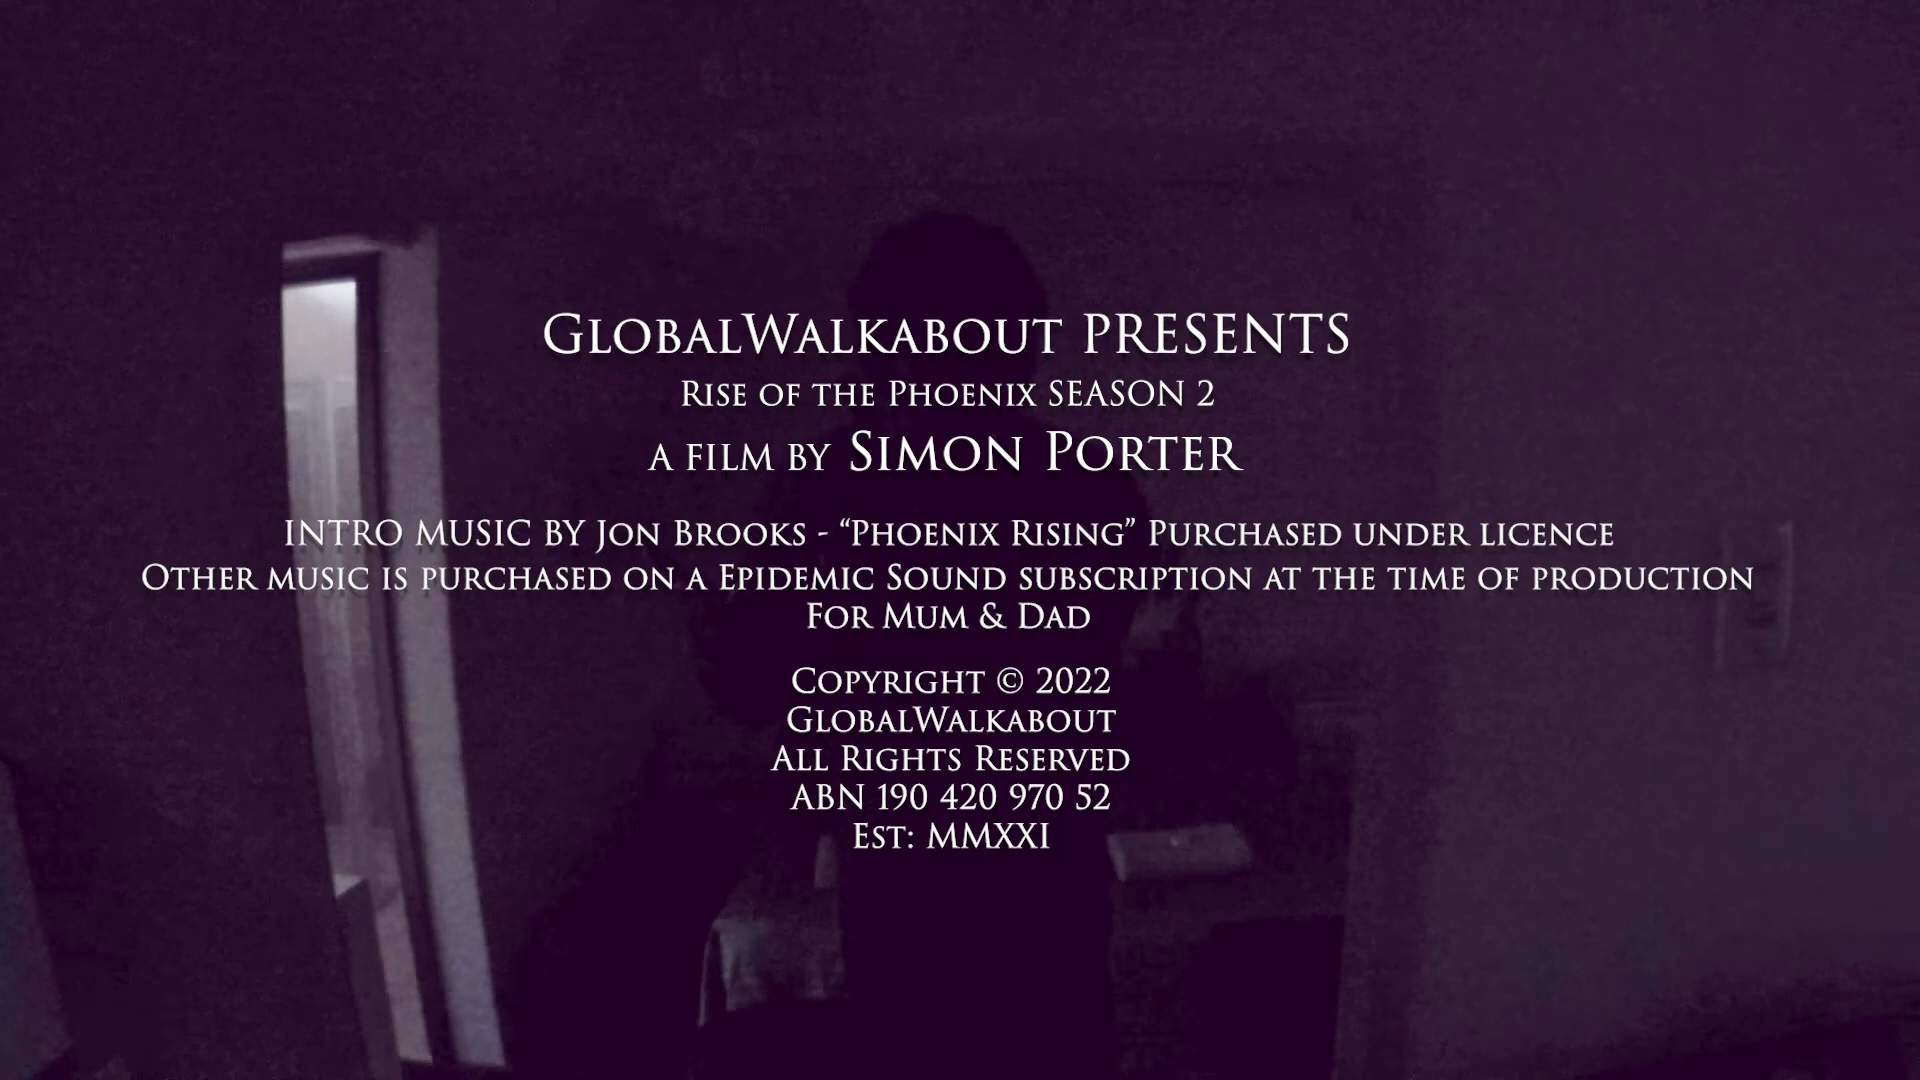 GlobalWalkabout PRESENTS
Rise of the Phoenix SEASON 2
A FILM BY Simon Porter
INTRO MUSIC BY Jon Brooks - “Phoenix Rising” Purchased under licence
Other music is purchased on a Epidemic Sound subscription at the time of production
For Mum & Dad
Copyright © 2022
GlobalWalkabout
All Rights Reserved
ABN 190 420 970 52
Est: MMXXI